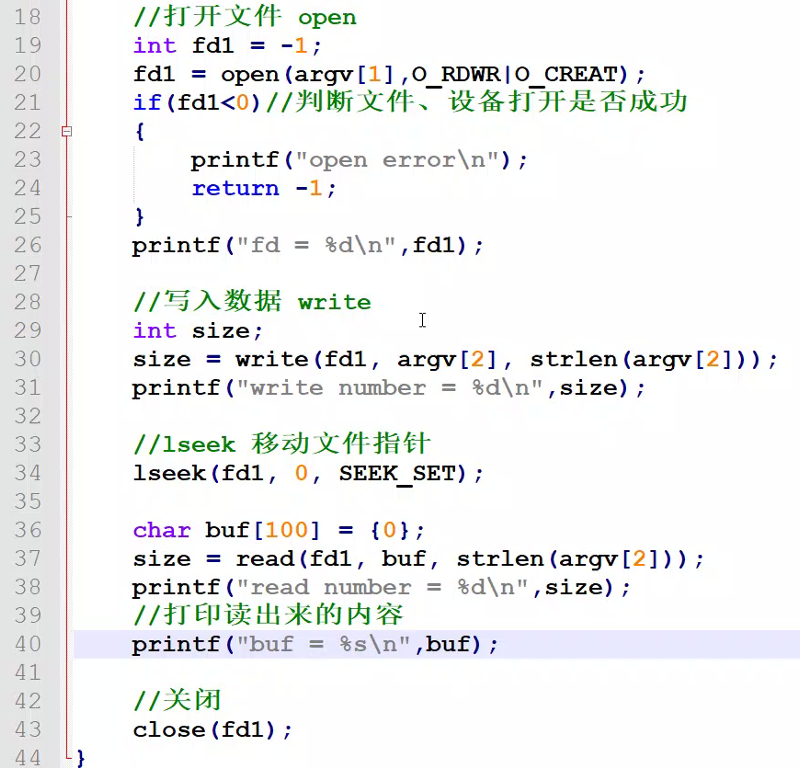 18 //打开文件 open
19 int fd1 = -1;
20 fd1 = open(argv[1],O_RDWR|O_CREAT);
21 if(fd1<0)//判断文件、设备打开是否成功
22 {
23 printf("open error\n");
24 return -1;
25 }
26 printf("fd = %d\n",fd1);
27
28 //写入数据 write
29 int size;
30 size = write(fd1, argv[2], strlen(argv[2]));
31 printf("write number = %d\n",size);
32
33 //lseek 移动文件指针
34 lseek(fd1, 0, SEEK_SET);
35
36 char buf[100] = {0};
37 size = read(fd1, buf, strlen(argv[2]));
38 printf("read number = %d\n",size);
39 //打印读出来的内容
40 printf("buf = %s\n",buf);
41
42 //关闭
43 close(fd1);
44 }